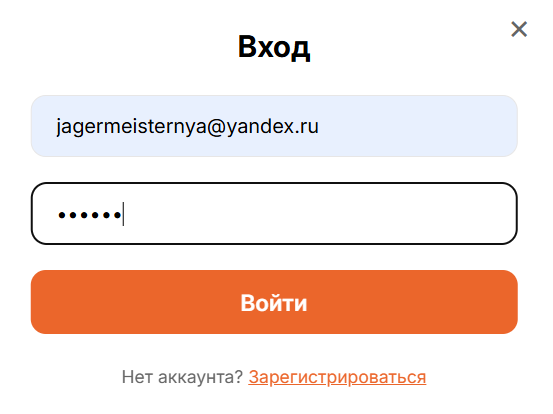 Вход
jagermeisternya@yandex.ru
••••••
Войти
Нет аккаунта? Зарегистрироваться